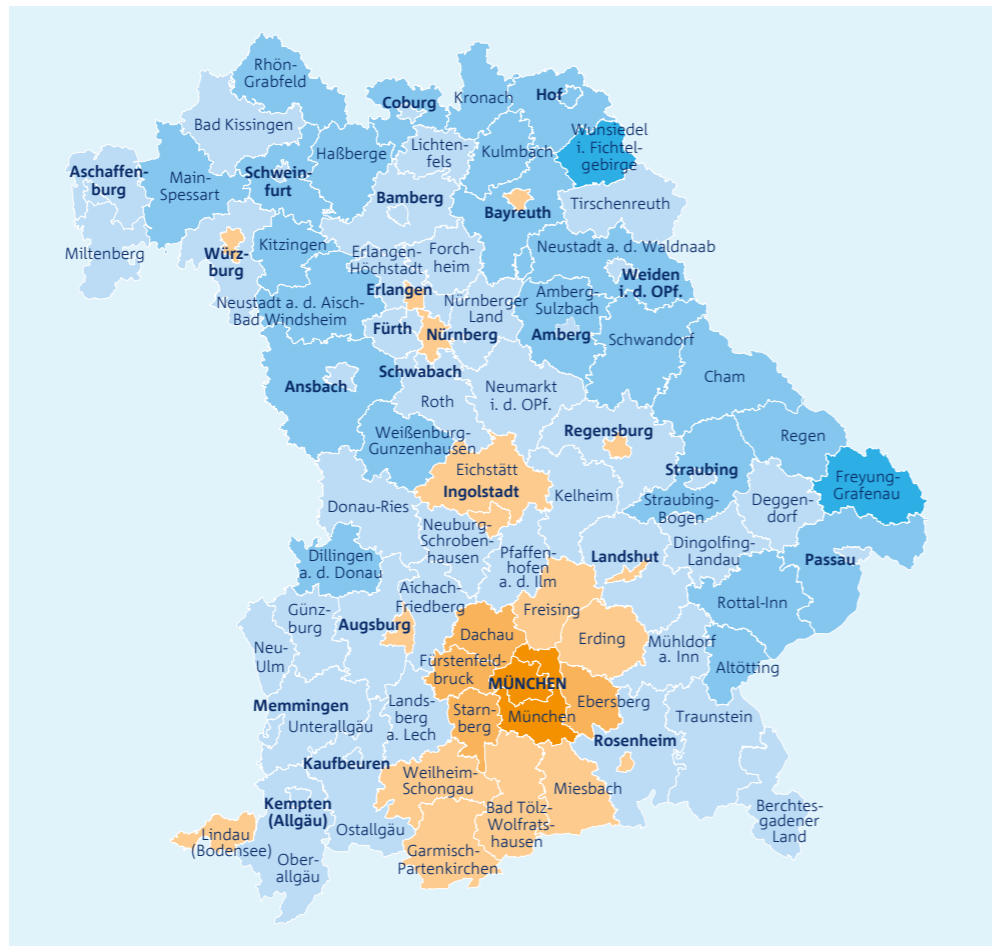 Rhön-
Grabfeld
Coburg
Kronach
Hof
Bad Kissingen
Wunsiedel
i. Fichtel-
gebirge
Lichten-
fels
Kulmbach
Haßberge
Aschaffen-
burg
Main-
Spessart
Schwein-
furt
Bamberg
Bayreuth
Tirschenreuth
Miltenberg
Würz-
burg
Kitzingen
Erlangen-
Höchstadt
Forch-
heim
Neustadt a. d. Waldnaab
Weiden
i. d. OPf.
Erlangen
Neustadt a. d. Aisch-
Bad Windsheim
Nürnberger
Land
Amberg-
Sulzbach
Fürth
Nürnberg
Amberg
Schwandorf
Ansbach
Schwabach
Cham
Roth
Neumarkt
i. d. OPf.
Weißenburg-
Gunzenhausen
Regensburg
Regen
Eichstätt
Ingolstadt
Straubing
Freyung-
Grafenau
Donau-Ries
Kelheim
Straubing-
Bogen
Deggen-
dorf
Neuburg-
Schroben-
hausen
Dillingen
a. d. Donau
Pfaffen-
hofen
a. d. Ilm
Landshut
Dingolfing-
Landau
Passau
Aichach-
Friedberg
Günz-
burg
Augsburg
Freising
Rottal-Inn
Dachau
Erding
Neu-
Ulm
Mühldorf
a. Inn
Altötting
Fürstenfeld-
bruck
MÜNCHEN
Memmingen
Unterallgäu
Lands-
berg
a. Lech
Starn-
berg
München
Ebersberg
Traunstein
Rosenheim
Kaufbeuren
Weilheim-
Schongau
Miesbach
Kempten
(Allgäu)
Ostallgäu
Bad Tölz-
Wolfrats-
hausen
Berchtes-
gadener
Land
Lindau
(Bodensee)
Ober-
allgäu
Garmisch-
Partenkirchen